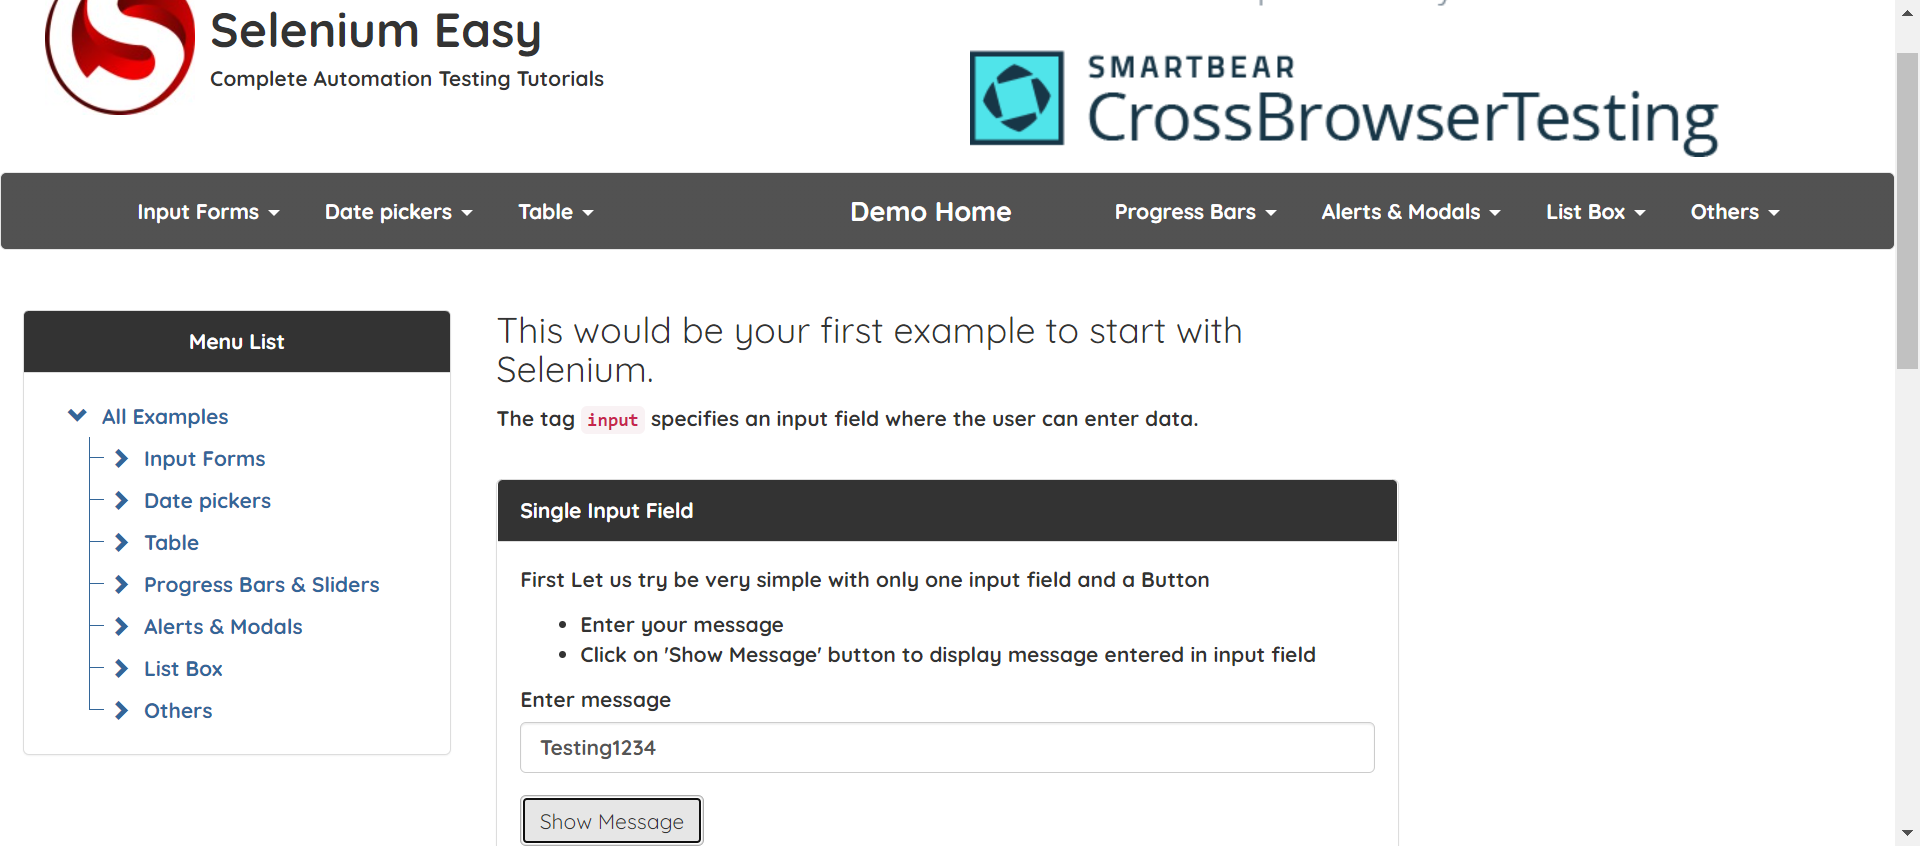 Selenium Easy
Complete Automation Testing Tutorials
SMARTBEAR
CrossBrowserTesting
Input Forms
Date pickers
Table
Demo Home
Progress Bars
Alerts & Modals
List Box
Others
Menu List
All Examples
Input Forms
Date pickers
Table
Progress Bars & Sliders
Alerts & Modals
List Box
Others
This would be your first example to start with
Selenium.
The tag input specifies an input field where the user can enter data.
Single Input Field
First Let us try be very simple with only one input field and a Button
Enter your message
Click on 'Show Message' button to display message entered in input field
Enter message
Testing1234
Show Message